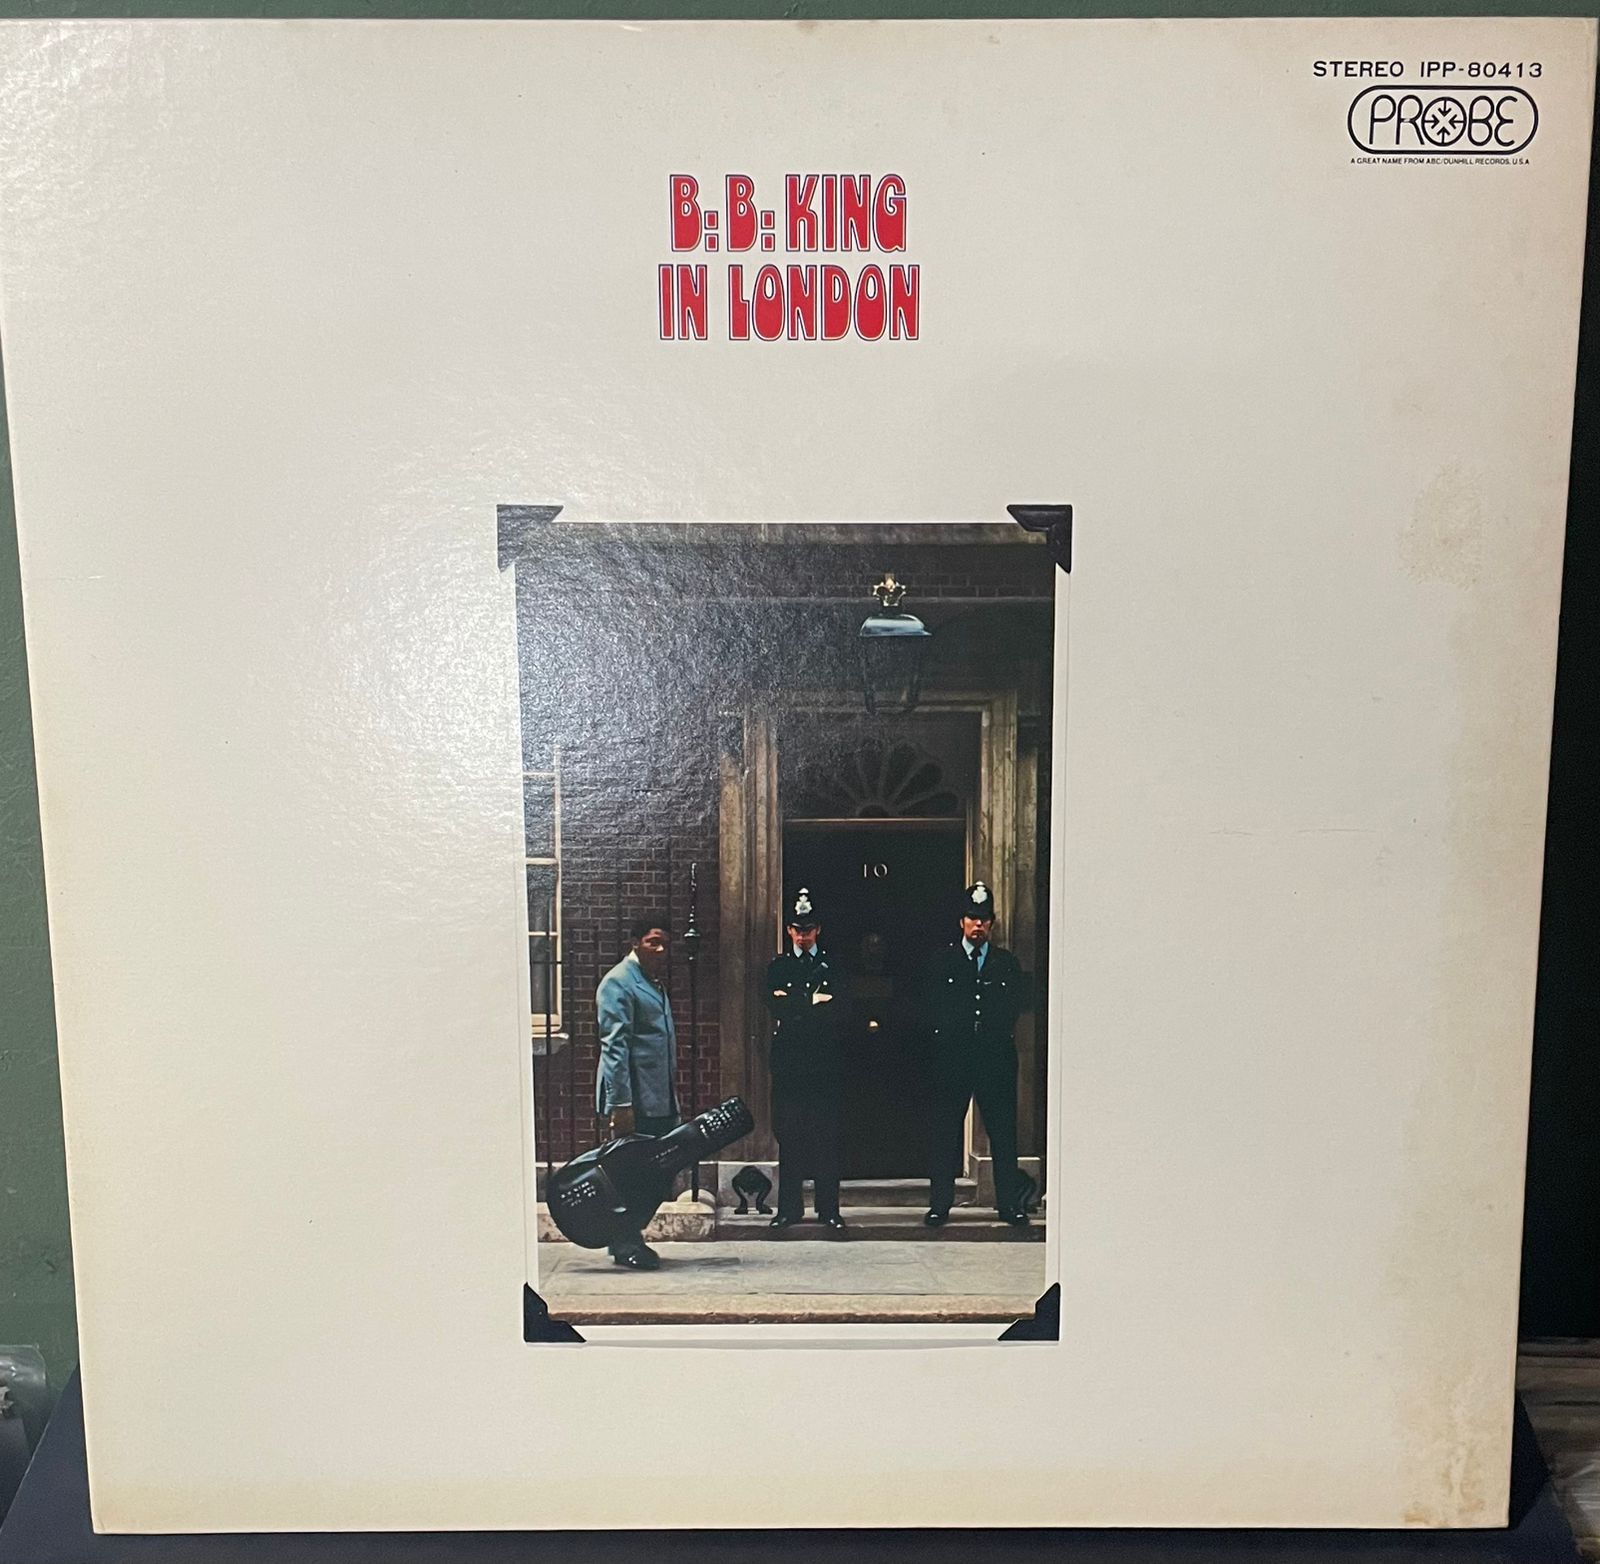 STEREO IPP-80413
PROBE
A GREAT NAME FROM ABC/DUNHILL RECORDS, U.S.A
B.B. KING
IN LONDON
10